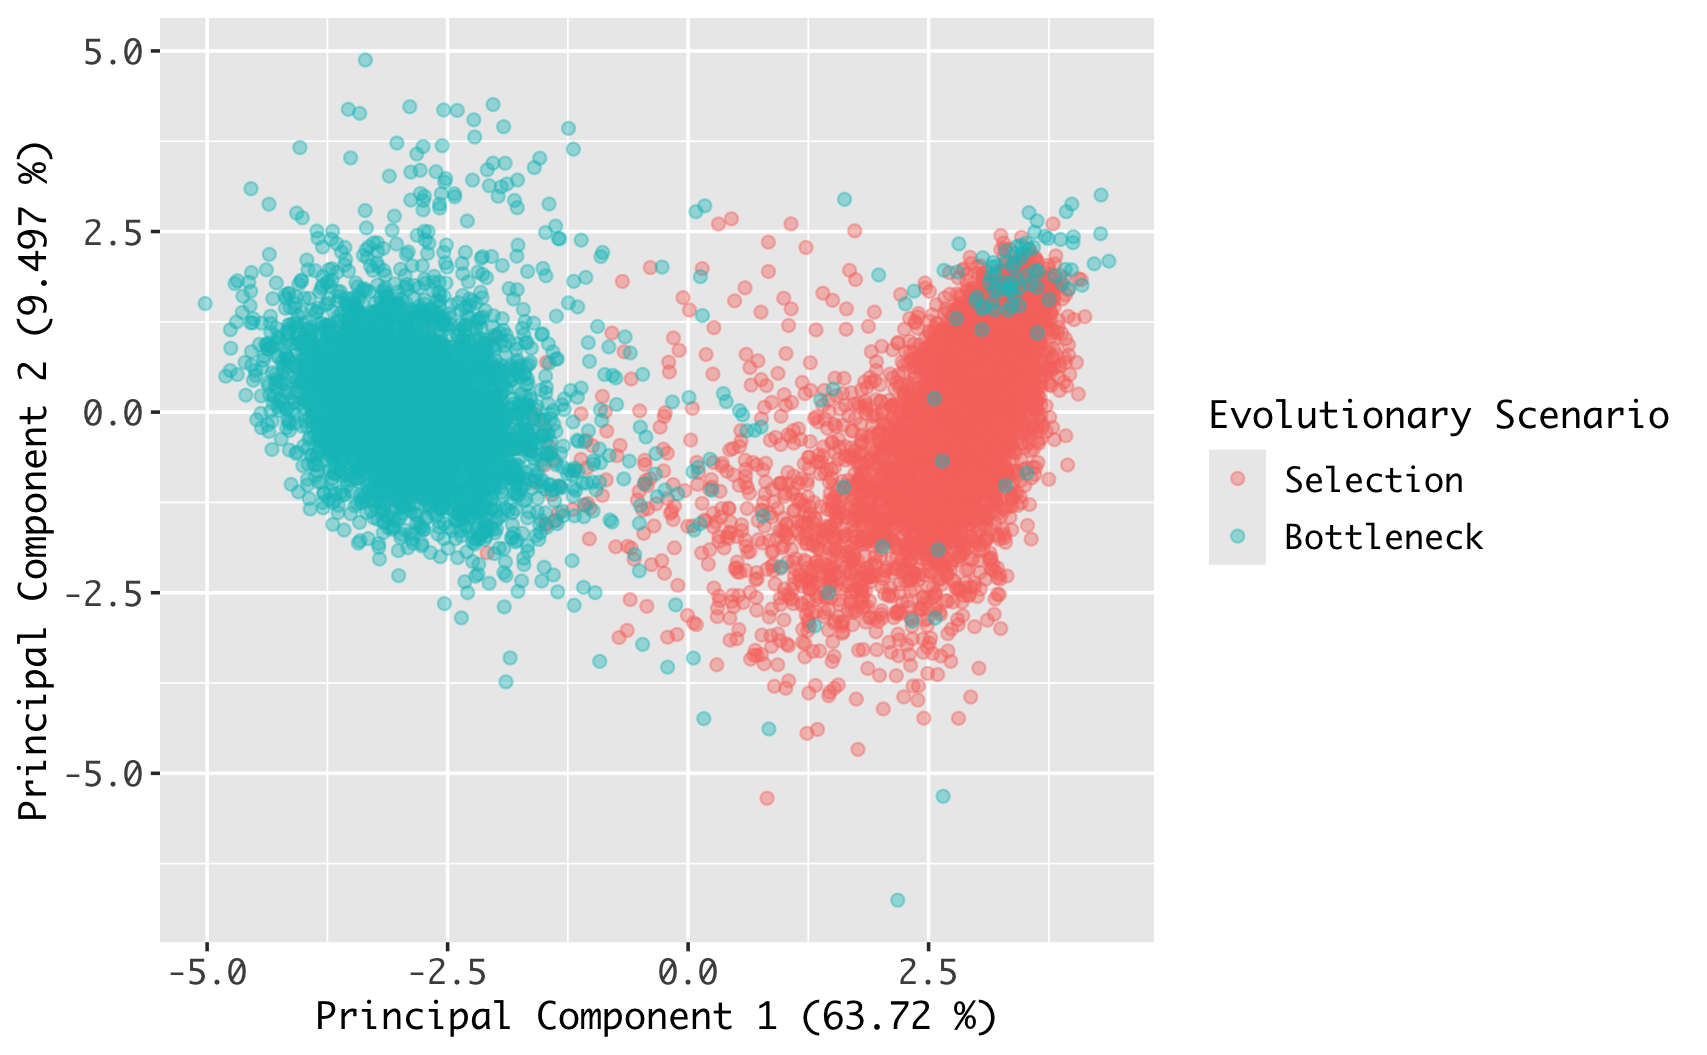 5.0
2.5
0.0
-2.5
-5.0
Principal Component 2 (9.497 %)
-5.0 -2.5 0.0 2.5
Principal Component 1 (63.72 %)
Evolutionary Scenario
Selection
Bottleneck